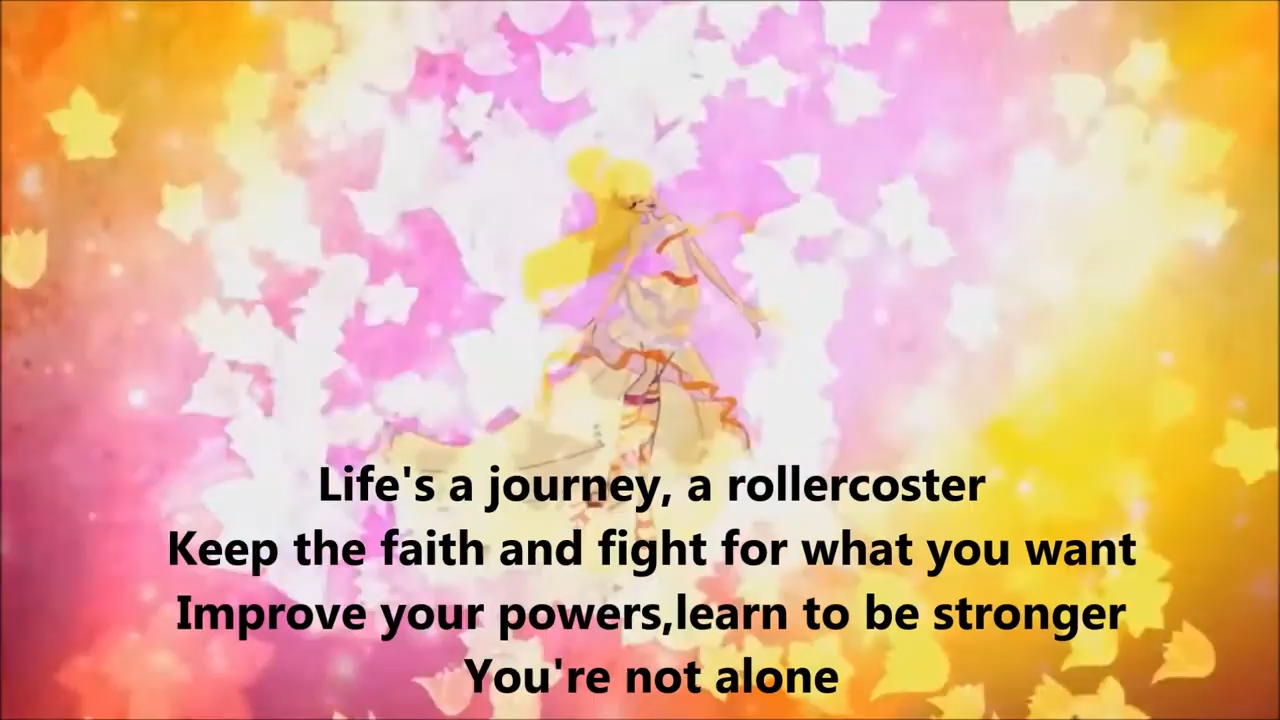 Life's a journey, a rollercoster
Keep the faith and fight for what you want
Improve your powers,learn to be stronger
You're not alone